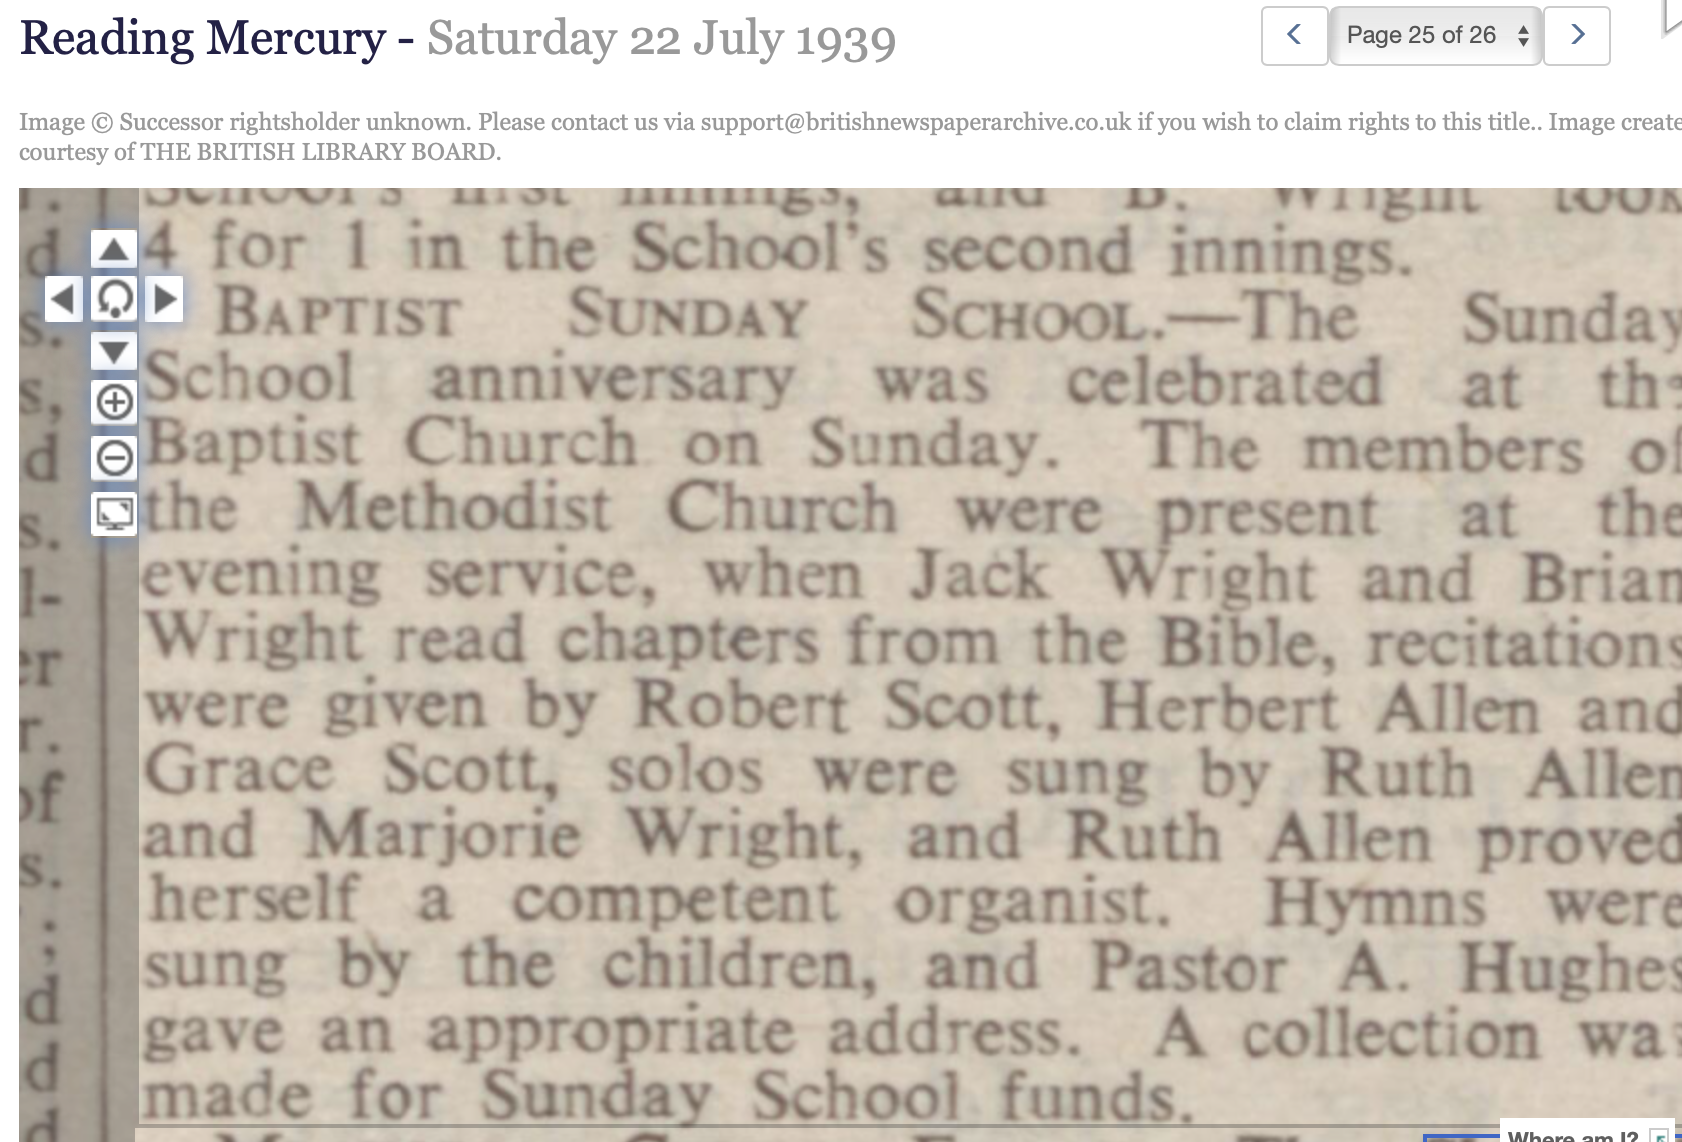 Reading Mercury - Saturday 22 July 1939
Page 25 of 26
Image © Successor rightsholder unknown. Please contact us via support@britishnewspaperarchive.co.uk if you wish to claim rights to this title.. Image create
courtesy of THE BRITISH LIBRARY BOARD.
School's first innings, and B. Wright took
4 for 1 in the School's second innings.
BAPTIST SUNDAY SCHOOL.—The Sunday
School anniversary was celebrated at the
Baptist Church on Sunday. The members of
the Methodist Church were present at the
evening service, when Jack Wright and Brian
Wright read chapters from the Bible, recitations
were given by Robert Scott, Herbert Allen and
Grace Scott, solos were sung by Ruth Allen
and Marjorie Wright, and Ruth Allen proved
herself a competent organist. Hymns were
sung by the children, and Pastor A. Hughes
gave an appropriate address. A collection was
made for Sunday School funds.
Where am I?